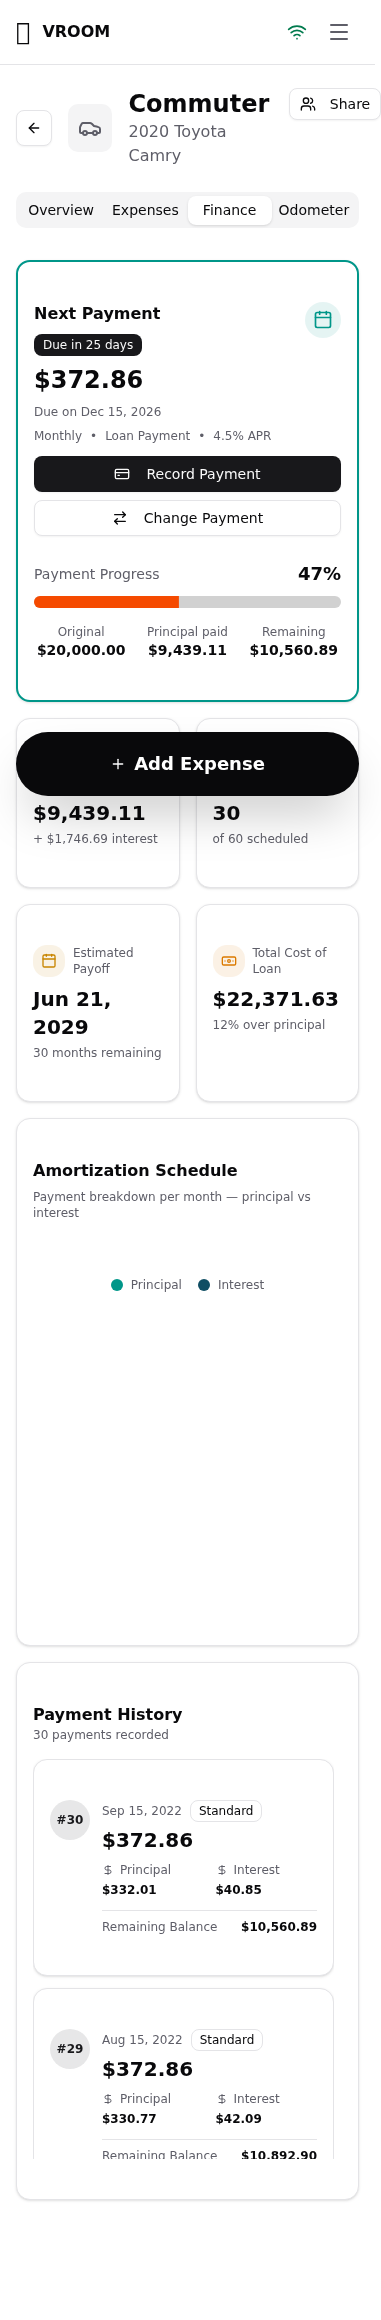 VROOM
Commuter
2020 Toyota
Camry
Share
Overview Expenses Finance Odometer
Next Payment
Due in 25 days
$372.86
Due on Dec 15, 2026
Monthly • Loan Payment • 4.5% APR
Record Payment
Change Payment
Payment Progress 47%
Original Principal paid Remaining
$20,000.00 $9,439.11 $10,560.89
+ Add Expense
$9,439.11
+ $1,746.69 interest
30
of 60 scheduled
Estimated
Payoff
Jun 21,
2029
30 months remaining
Total Cost of
Loan
$22,371.63
12% over principal
Amortization Schedule
Payment breakdown per month — principal vs
interest
Principal Interest
Payment History
30 payments recorded
#30
Sep 15, 2022 Standard
$372.86
$ Principal $ Interest
$332.01 $40.85
Remaining Balance $10,560.89
#29
Aug 15, 2022 Standard
$372.86
$ Principal $ Interest
$330.77 $42.09
Remaining Balance $10,892.90